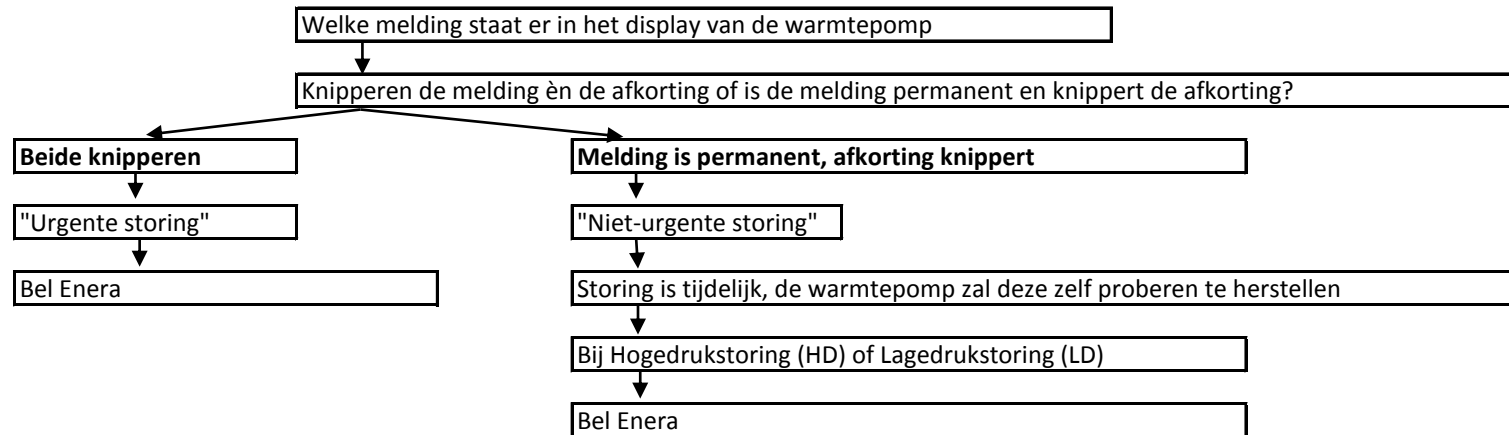 Welke melding staat er in het display van de warmtepomp
Knipperen de melding èn de afkorting of is de melding permanent en knippert de afkorting?
Beide knipperen
Melding is permanent, afkorting knippert
"Urgente storing"
"Niet-urgente storing"
Bel Enera
Storing is tijdelijk, de warmtepomp zal deze zelf proberen te herstellen
Bij Hogedrukstoring (HD) of Lagedrukstoring (LD)
Bel Enera